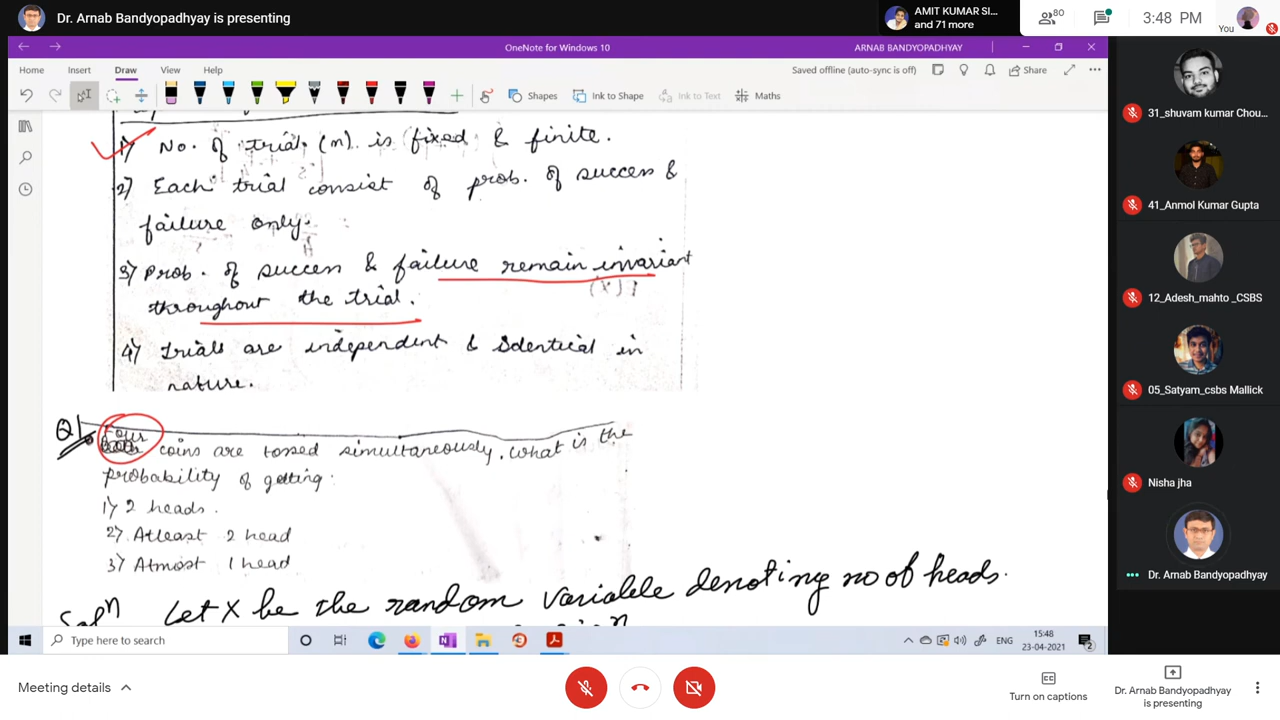 Dr. Arnab Bandyopadhyay is presenting
AMIT KUMAR SI...
and 71 more
80
3:48 PM
You
OneNote for Windows 10
ARNAB BANDYOPADHYAY
Home Insert Draw View Help
Saved offline (auto-sync is off)
Share
Shapes
Ink to Shape
Ink to Text
Maths
1) No. of trial (n) is fixed & finite.
2) Each trial consist of prob. of success &
failure only.
3) Prob. of success & failure remain invariant
throughout the trial.
(X)
4) Trials are independent & identical in
nature.
Q1. Four coins are tossed simultaneously, what is the
probability of getting:
1) 2 heads.
2) Atleast 2 head
3) Atmost 1 head
Solⁿ Let X be the random variable denoting no of heads.
31_shuvam kumar Chou...
41_Anmol Kumar Gupta
12_Adesh_mahto _CSBS
05_Satyam_csbs Mallick
Nisha jha
Dr. Arnab Bandyopadhyay
Type here to search
ENG
15:48
23-04-2021
2
Meeting details
Turn on captions
Dr. Arnab Bandyopadhyay
is presenting